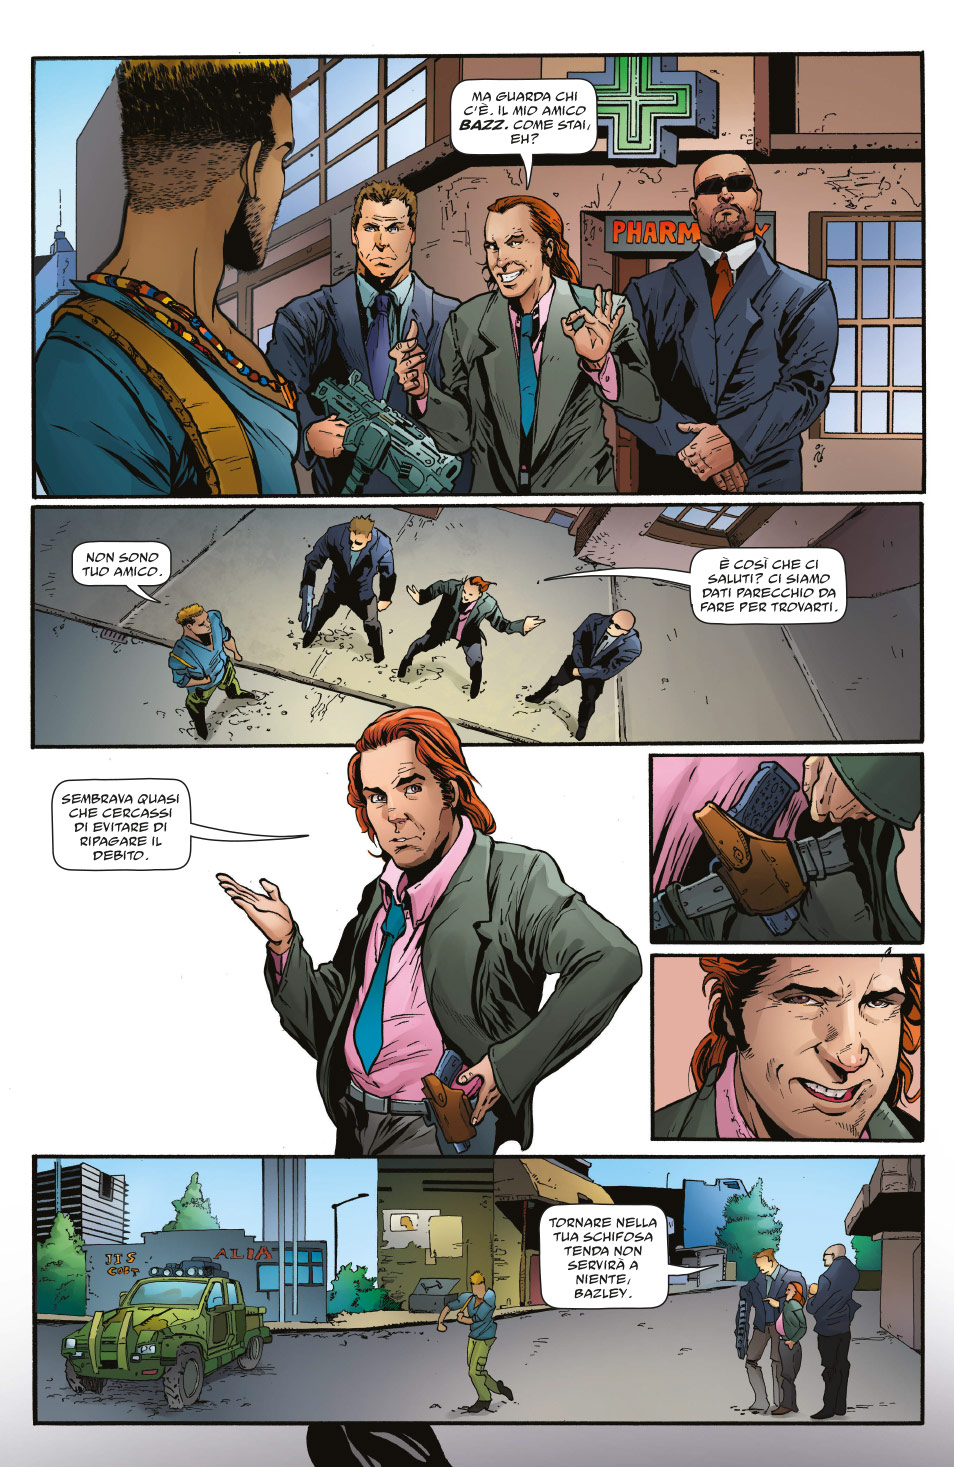 MA GUARDA CHI
C'È. IL MIO AMICO
BAZZ. COME STAI,
EH?
PHARM Y
NON SONO
TUO AMICO.
È COSÌ CHE CI
SALUTI? CI SIAMO
DATI PARECCHIO DA
FARE PER TROVARTI.
SEMBRAVA QUASI
CHE CERCASSI
DI EVITARE DI
RIPAGARE IL
DEBITO.
TORNARE NELLA
TUA SCHIFOSA
TENDA NON
SERVIRÀ A
NIENTE,
BAZLEY.
ALIA